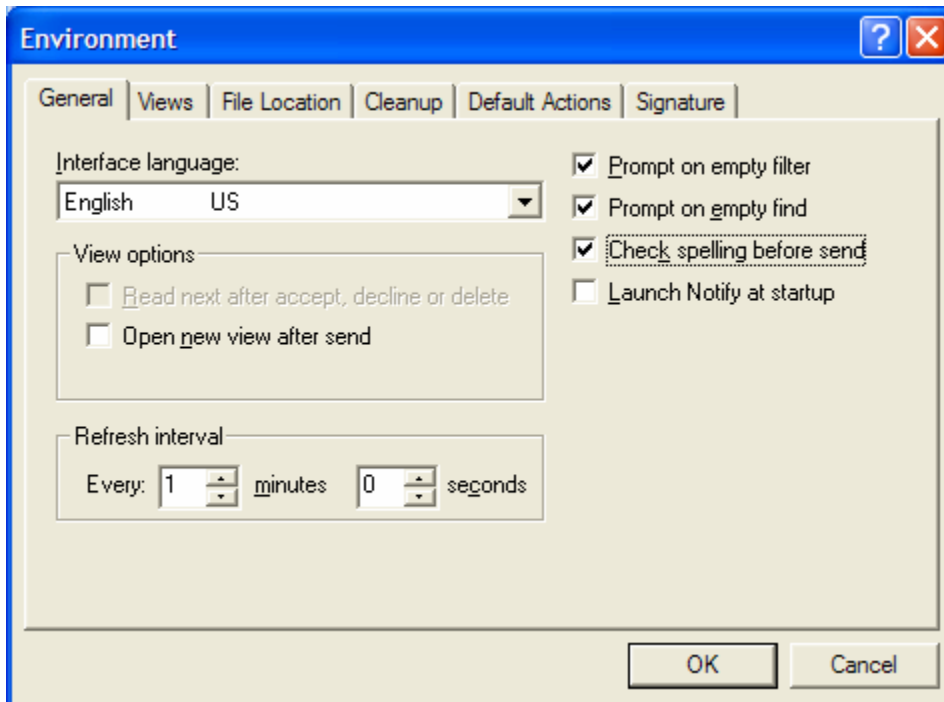 Environment
General Views File Location Cleanup Default Actions Signature
Interface language:
English US
View options
Read next after accept, decline or delete
Open new view after send
Refresh interval
Every: 1 minutes 0 seconds
Prompt on empty filter
Prompt on empty find
Check spelling before send
Launch Notify at startup
OK Cancel